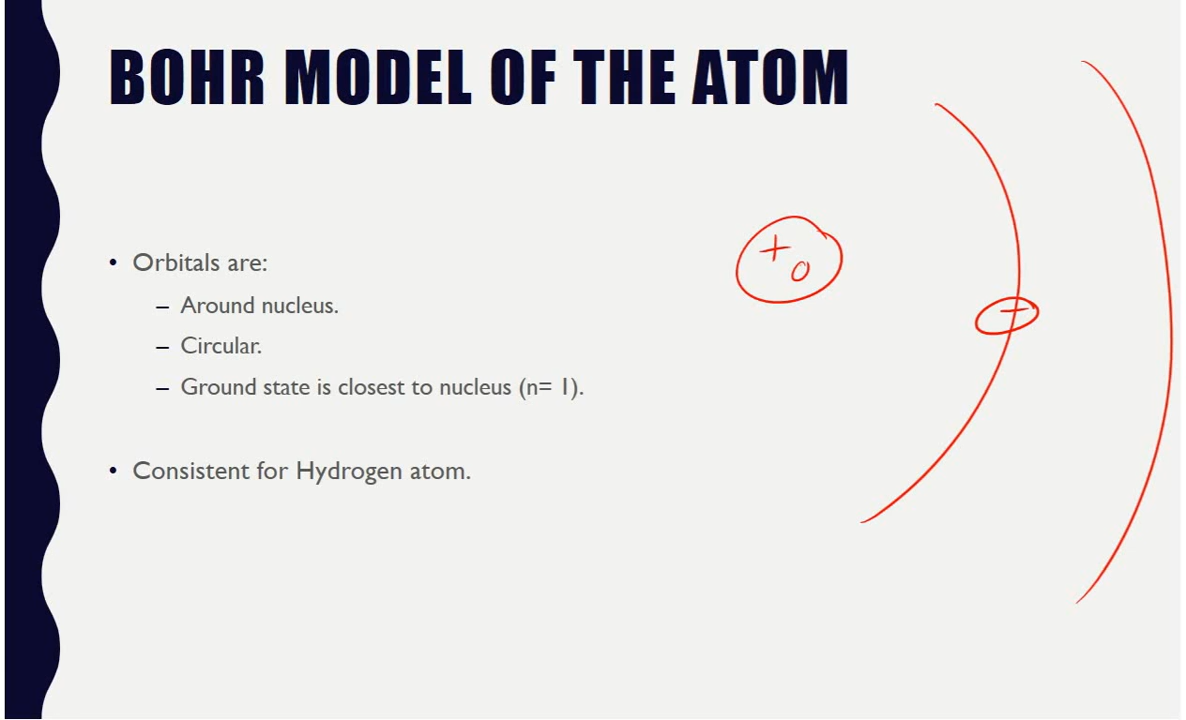 BOHR MODEL OF THE ATOM
• Orbitals are:
– Around nucleus.
– Circular.
– Ground state is closest to nucleus (n= 1).
• Consistent for Hydrogen atom.
+
0
−